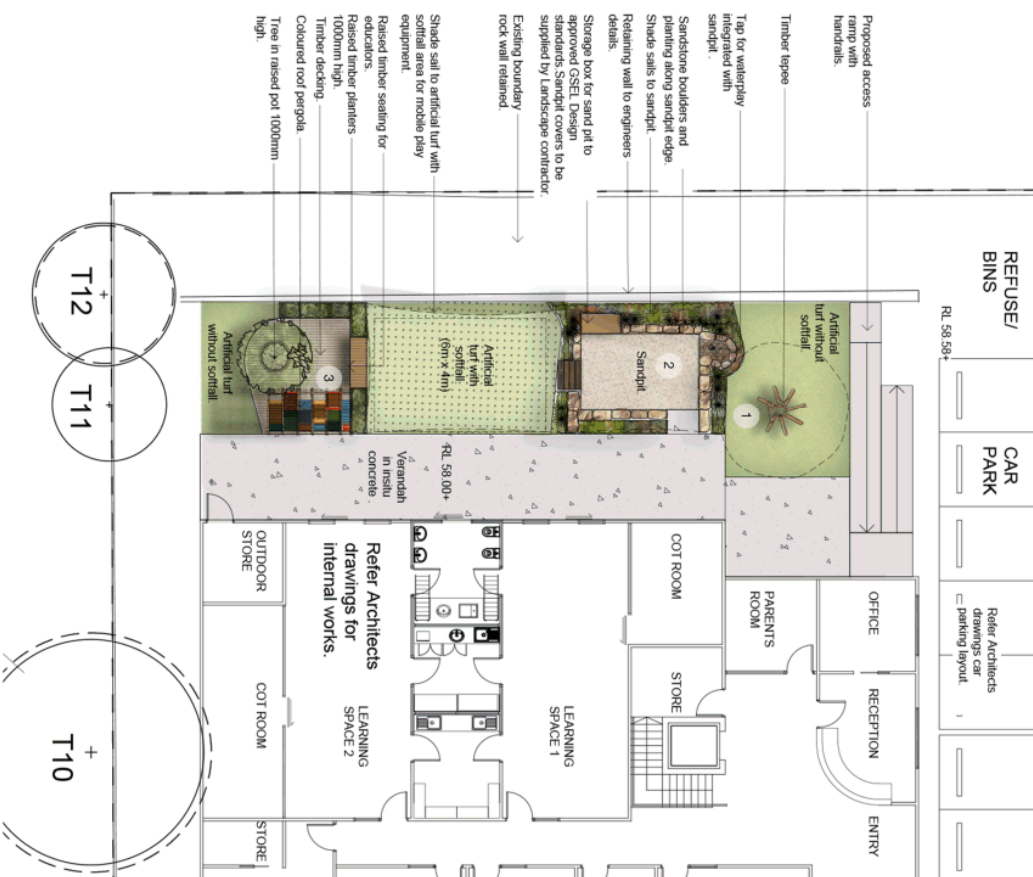 Proposed access
ramp with
handrails.
Timber tepee
Tap for waterplay
integrated with
sandpit .
Sandstone boulders and
planting along sandpit edge.
Shade sails to sandpit.
Retaining wall to engineers
details.
Storage box for sand pit to
approved GSEL Design
standards.Sandpit covers to be
supplied by Landscape contractor.
Existing boundary
rock wall retained.
Shade sail to artificial turf with
softfall area for mobile play
equipment.
Raised timber seating for
educators.
Raised timber planters
1000mm high.
Timber decking.
Coloured roof pergola.
Tree in raised pot 1000mm
high.
REFUSE/
BINS
RL 58.58+
CAR
PARK
Refer Architects
drawings car
parking layout.
Artificial
turf without
softfall.
1
2
Sandpit.
Artificial
turf with
softfall.
(6m x 4m)
3
Artificial turf
without softfall.
RL 58.00+
Verandah
in insitu
concrete.
T12
T11
T10
OFFICE
RECEPTION
ENTRY
PARENTS
ROOM
COT ROOM
STORE
LEARNING
SPACE 1
Refer Architects
drawings for
internal works.
LEARNING
SPACE 2
OUTDOOR
STORE
COT ROOM
STORE